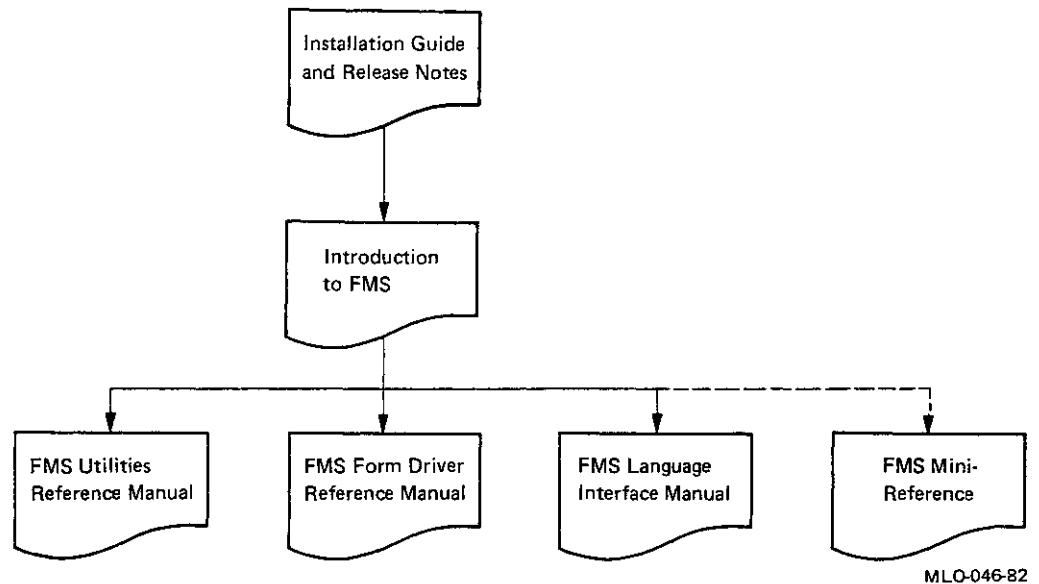 Installation Guide
and Release Notes
Introduction
to FMS
FMS Utilities
Reference Manual
FMS Form Driver
Reference Manual
FMS Language
Interface Manual
FMS Mini-
Reference
MLO-046-82